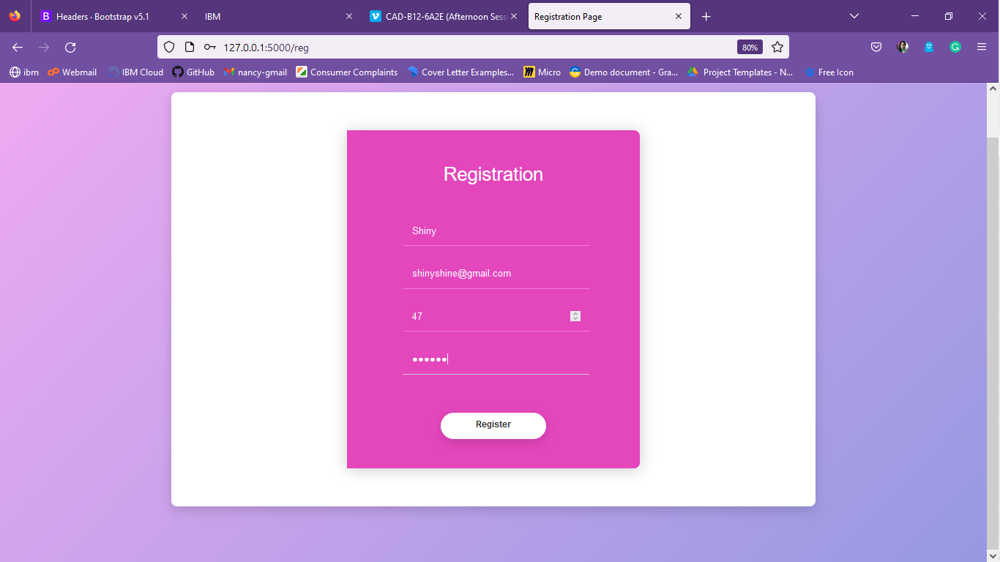 Headers · Bootstrap v5.1
IBM
CAD-B12-6A2E (Afternoon Sess
Registration Page
127.0.0.1:5000/reg
80%
ibm
Webmail
IBM Cloud
GitHub
nancy-gmail
Consumer Complaints
Cover Letter Examples...
Micro
Demo document - Gra...
Project Templates - N...
Free Icon
Registration
Shiny
shinyshine@gmail.com
47
••••••
Register